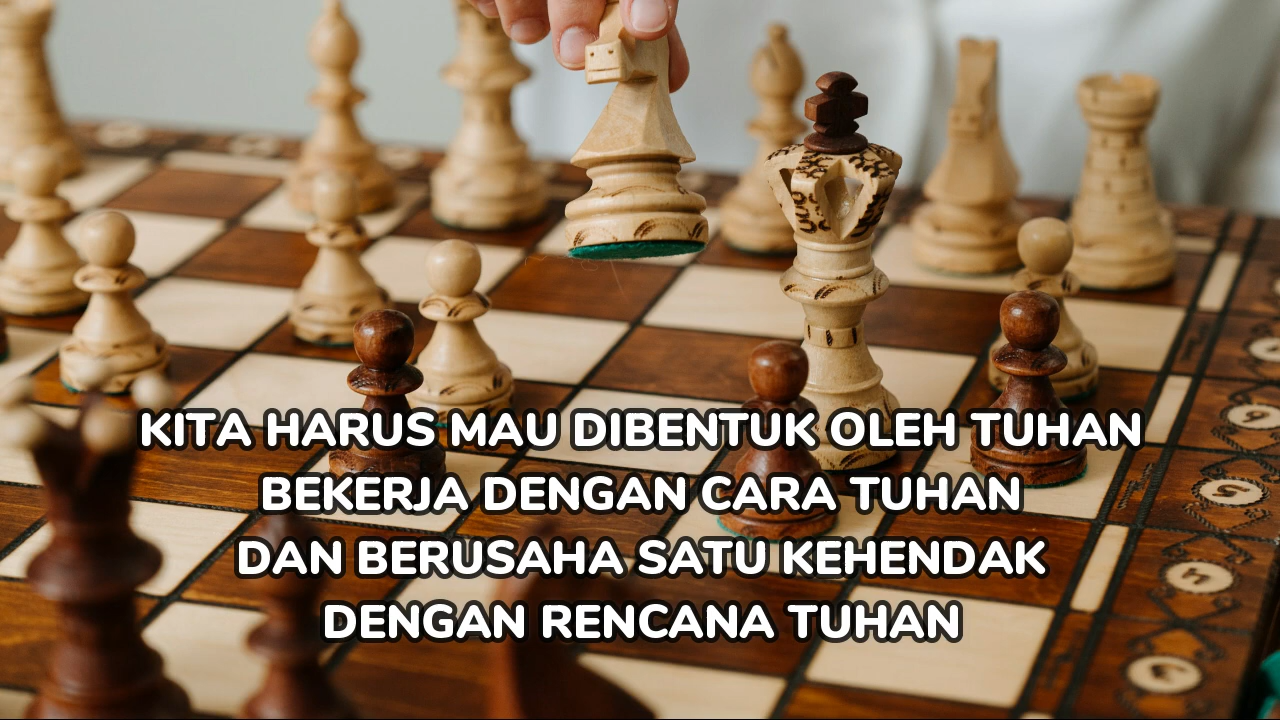 KITA HARUS MAU DIBENTUK OLEH TUHAN
BEKERJA DENGAN CARA TUHAN
DAN BERUSAHA SATU KEHENDAK
DENGAN RENCANA TUHAN